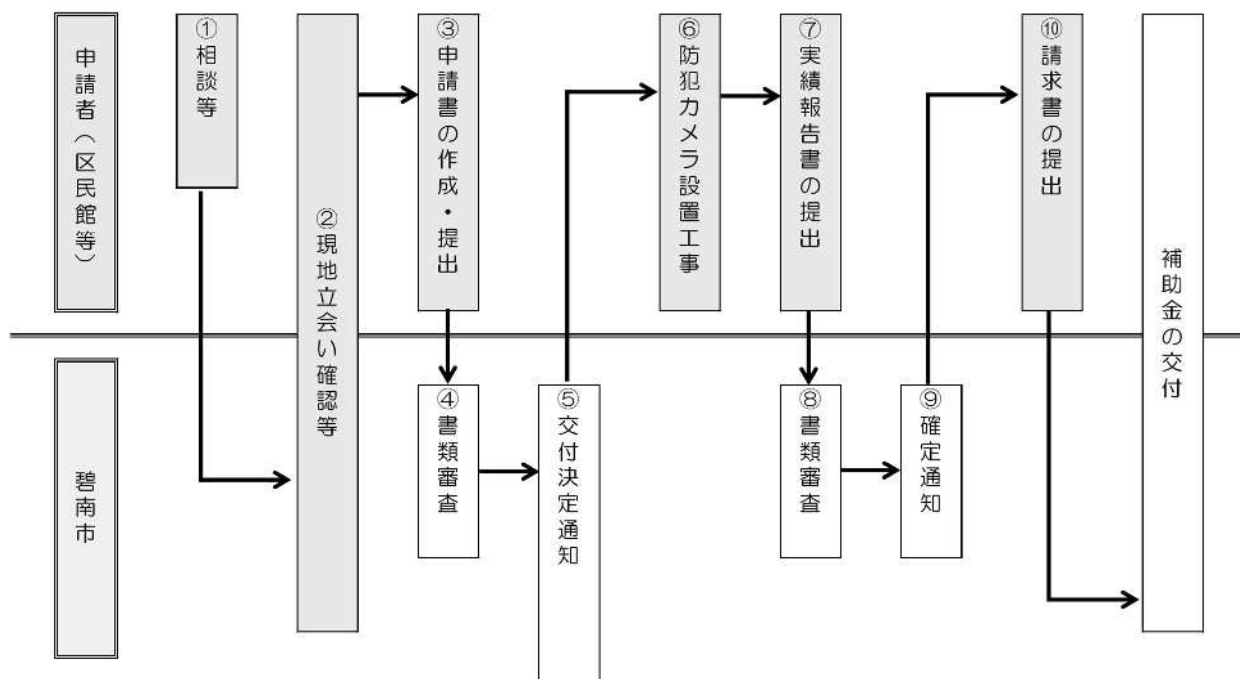 申請者（区民館等）
①相談等
②現地立会い確認等
③申請書の作成・提出
④書類審査
⑤交付決定通知
⑥防犯カメラ設置工事
⑦実績報告書の提出
⑧書類審査
⑨確定通知
⑩請求書の提出
補助金の交付
碧南市